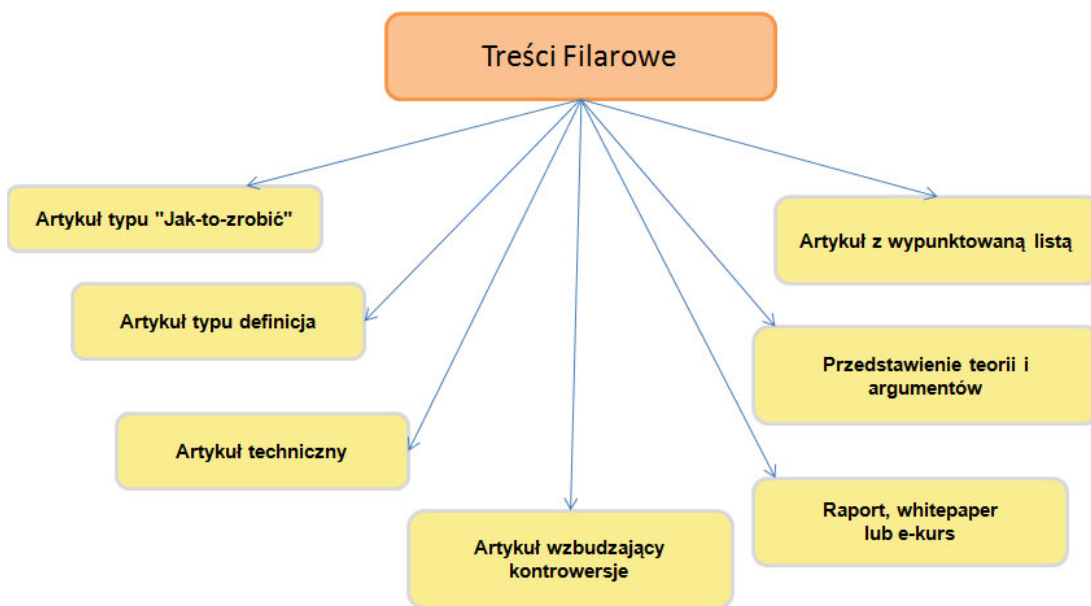 Treści Filarowe
Artykuł typu "Jak-to-zrobić"
Artykuł z wypunktowaną listą
Artykuł typu definicja
Przedstawienie teorii i
argumentów
Artykuł techniczny
Raport, whitepaper
lub e-kurs
Artykuł wzbudzający
kontrowersje